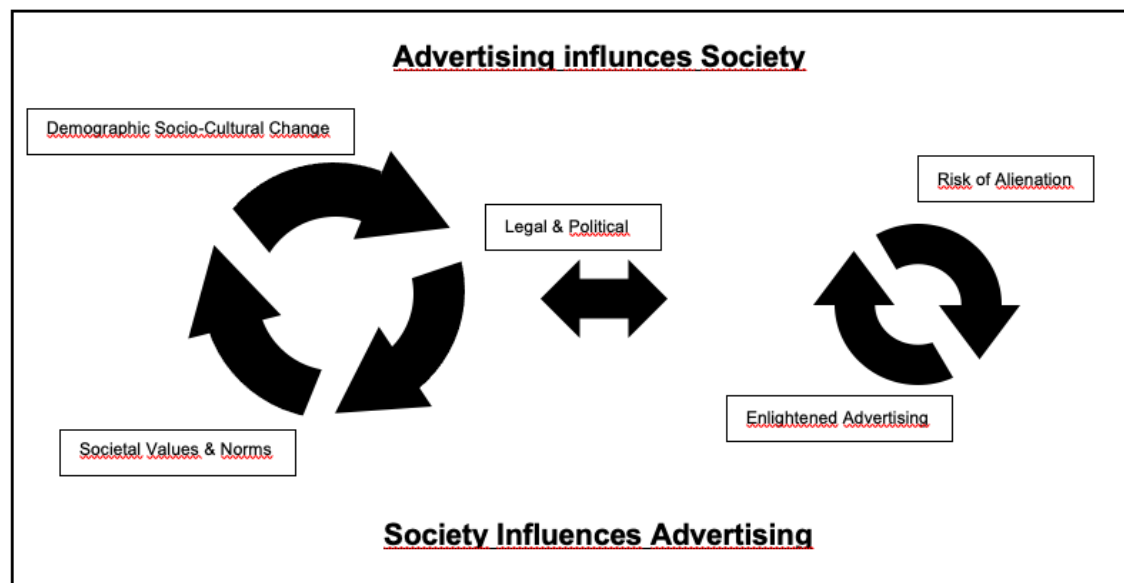 Advertising influnces Society
Demographic Socio-Cultural Change
Risk of Alienation
Legal & Political
Enlightened Advertising
Societal Values & Norms
Society Influences Advertising